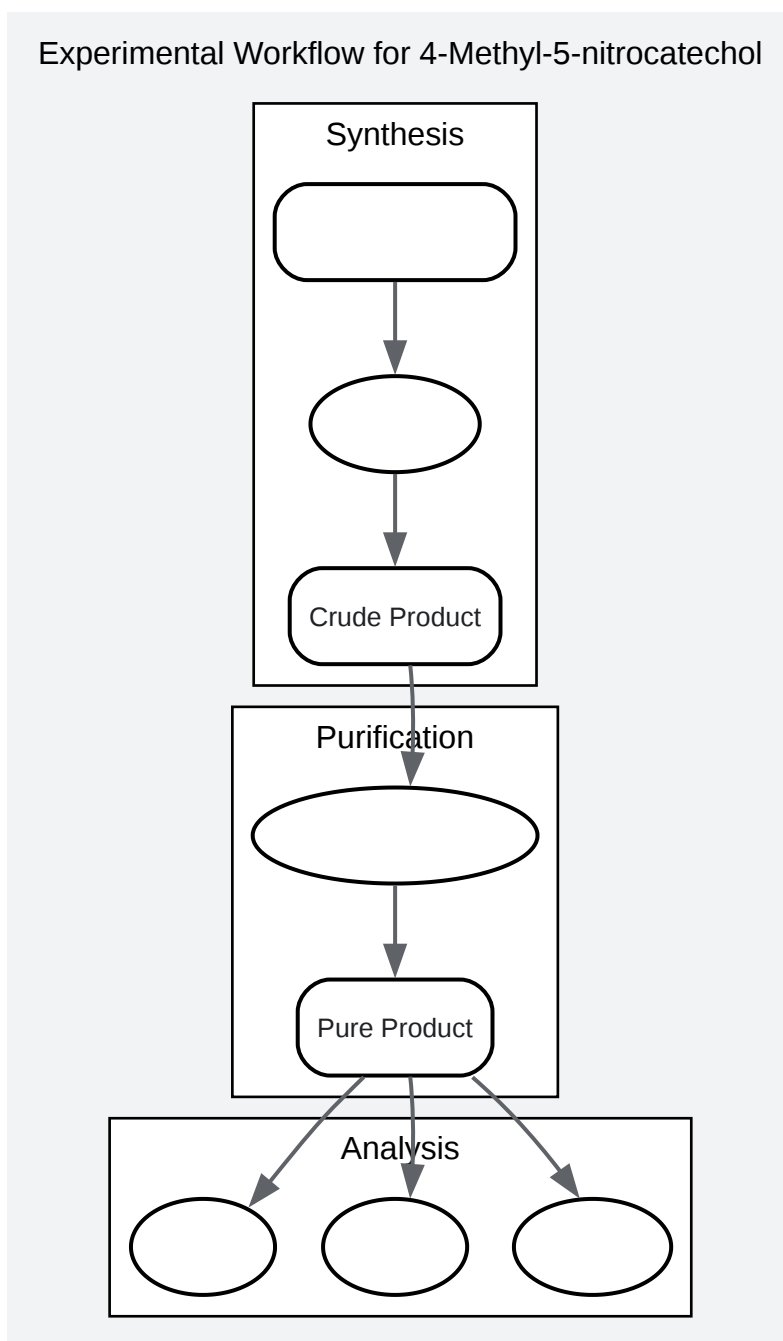 Experimental Workflow for 4-Methyl-5-nitrocatechol
Synthesis
Crude Product
Purification
Pure Product
Analysis